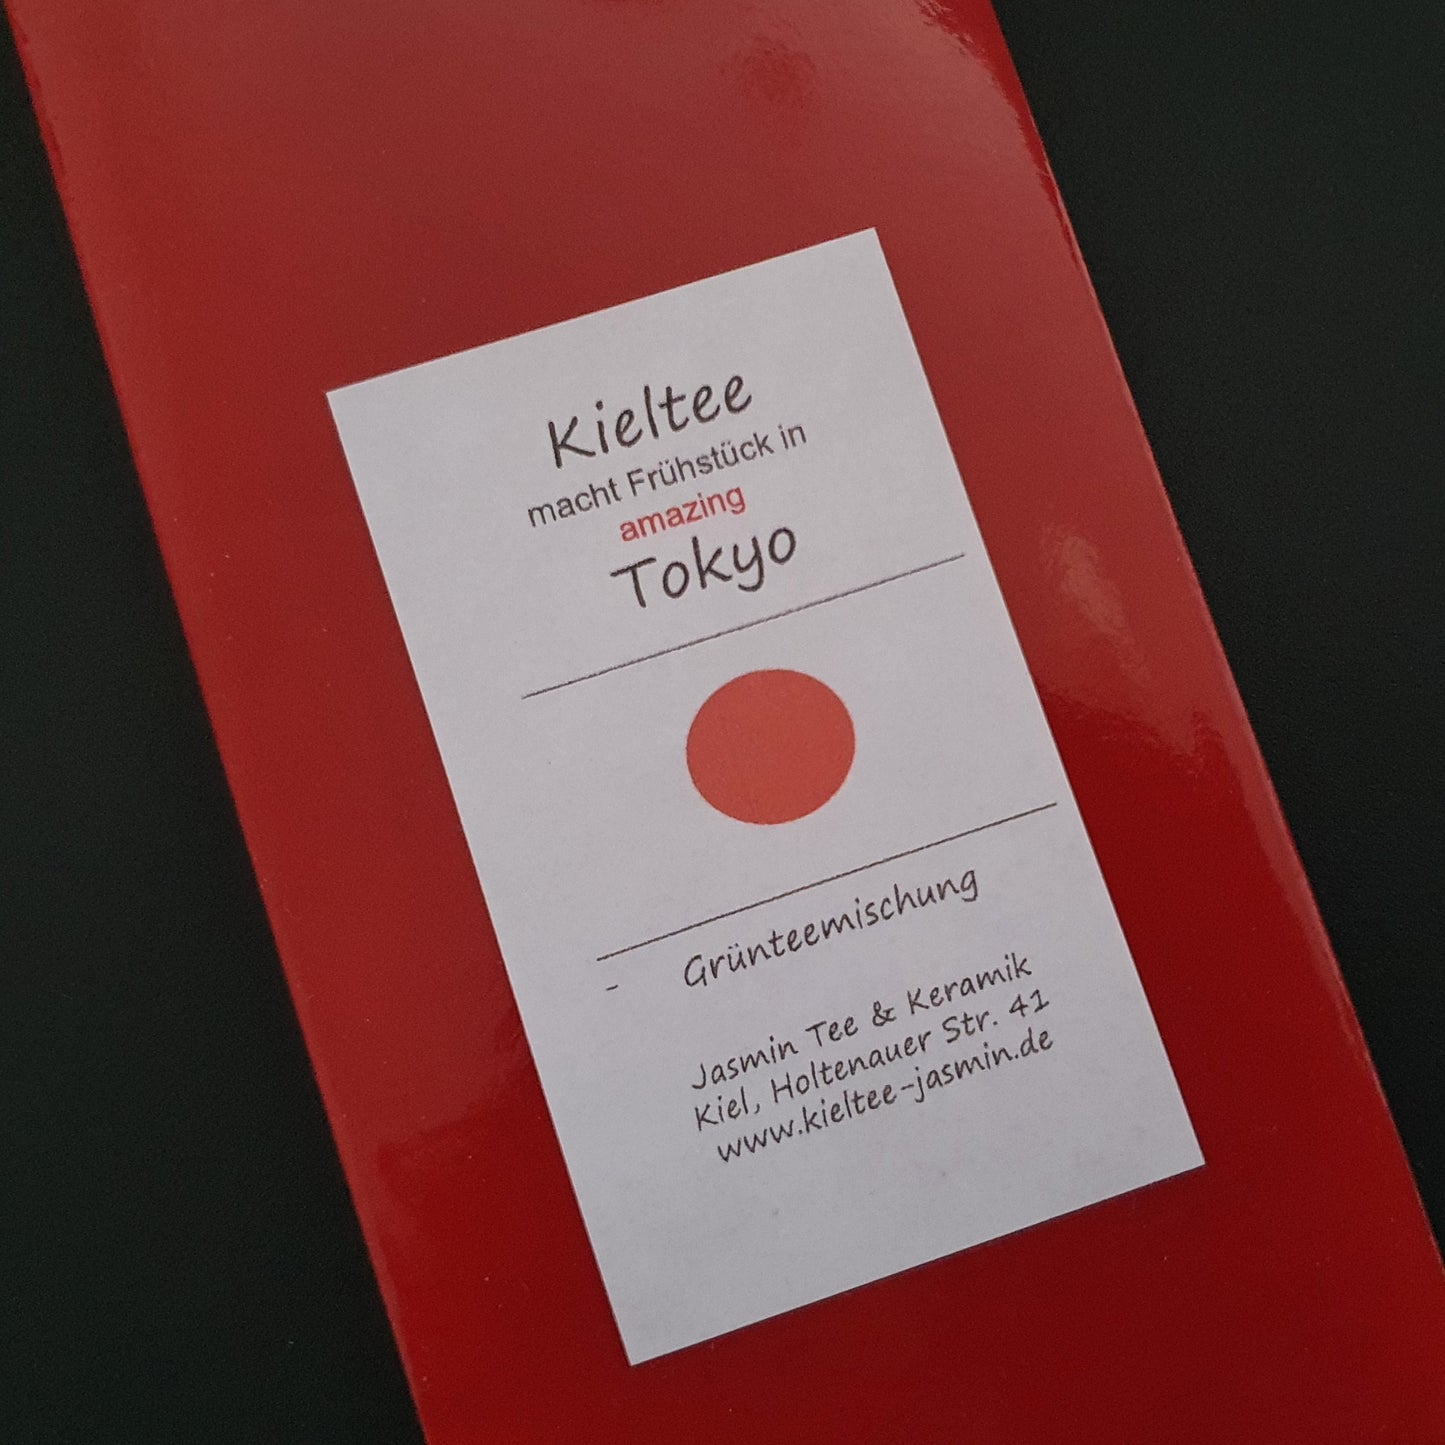 Kieltee
macht Frühstück in
amazing
Tokyo
- Grünteemischung
Jasmin Tee & Keramik
Kiel, Holtenauer Str. 41
www.kieltee-jasmin.de